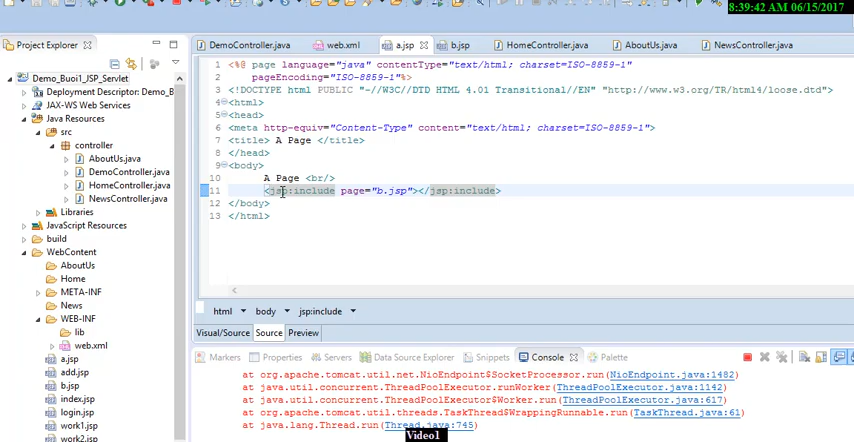 8:39:42 AM 06/15/2017
Project Explorer
DemoController.java
web.xml
a.jsp
b.jsp
HomeController.java
AboutUs.java
NewsController.java
Demo_Buoi1_JSP_Servlet
Deployment Descriptor: Demo_B
JAX-WS Web Services
Java Resources
src
controller
AboutUs.java
DemoController.java
HomeController.java
NewsController.java
Libraries
JavaScript Resources
build
WebContent
AboutUs
Home
META-INF
News
WEB-INF
lib
web.xml
a.jsp
add.jsp
b.jsp
index.jsp
login.jsp
work1.jsp
work2.jsp
1 <%@ page language="java" contentType="text/html; charset=ISO-8859-1"
2 pageEncoding="ISO-8859-1"%>
3 <!DOCTYPE html PUBLIC "-//W3C//DTD HTML 4.01 Transitional//EN" "http://www.w3.org/TR/html4/loose.dtd">
4 <html>
5 <head>
6 <meta http-equiv="Content-Type" content="text/html; charset=ISO-8859-1">
7 <title> A Page </title>
8 </head>
9 <body>
10 A Page <br/>
11 <jsp:include page="b.jsp"></jsp:include>
12 </body>
13 </html>
html body jsp:include
Visual/Source Source Preview
Markers Properties Servers Data Source Explorer Snippets Console Palette
at org.apache.tomcat.util.net.NioEndpoint$SocketProcessor.run(NioEndpoint.java:1482)
at java.util.concurrent.ThreadPoolExecutor.runWorker(ThreadPoolExecutor.java:1142)
at java.util.concurrent.ThreadPoolExecutor$Worker.run(ThreadPoolExecutor.java:617)
at org.apache.tomcat.util.threads.TaskThread$WrappingRunnable.run(TaskThread.java:61)
at java.lang.Thread.run(Thread.java:745)
Video1